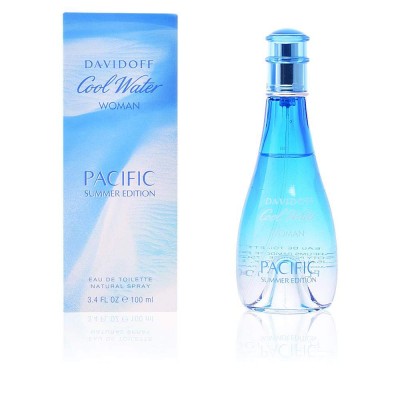 DAVIDOFF
Cool Water
WOMAN
PACIFIC
SUMMER EDITION
EAU DE TOILETTE
NATURAL SPRAY
3.4 FL OZ ℮ 100 ml
DAVIDOFF
Cool Water
WOMAN
PACIFIC
SUMMER EDITION